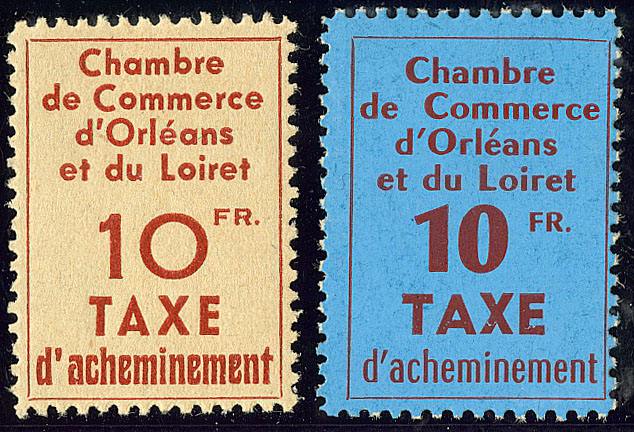 Chambre
de Commerce
d'Orléans
et du Loiret
10 FR.
TAXE
d'acheminement
Chambre
de Commerce
d'Orléans
et du Loiret
10 FR.
TAXE
d'acheminement